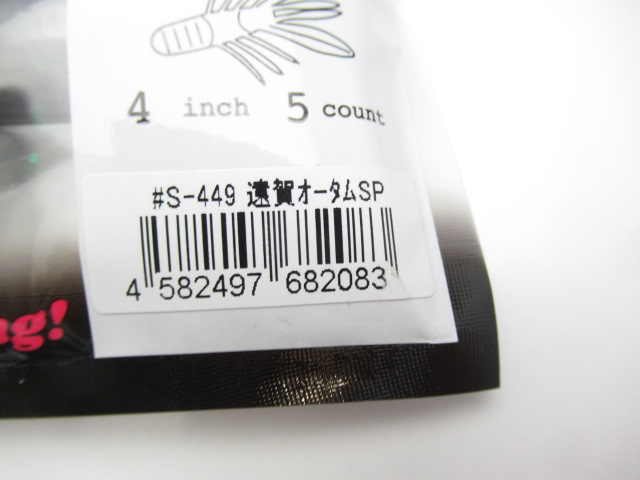 4 inch 5 count
#S-449 遠賀ｵｰﾀﾑSP
4 582497 682083
g!